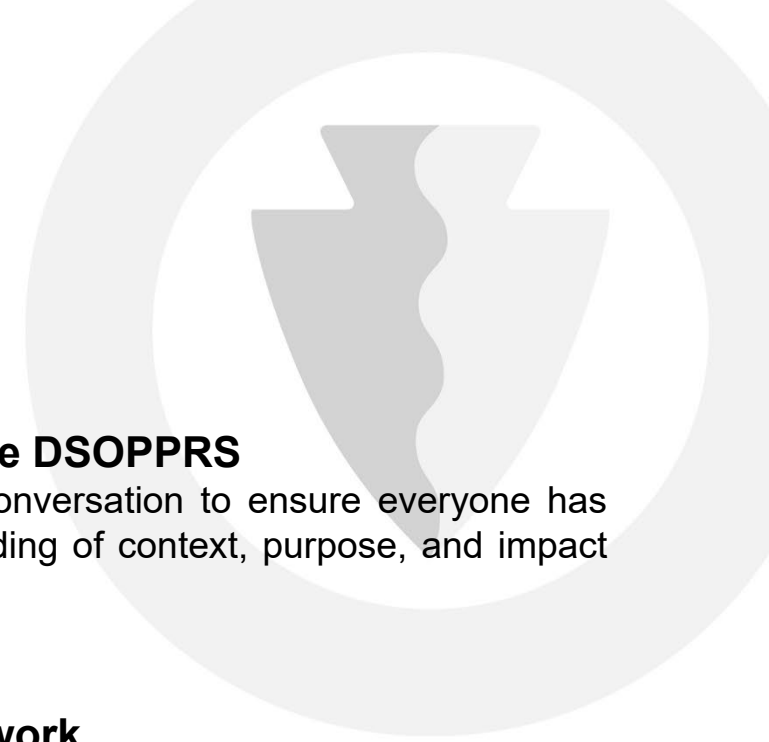 e DSOPPRS
onversation to ensure everyone has
ding of context, purpose, and impact
work